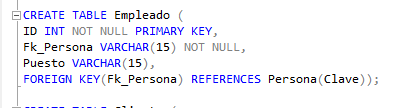 CREATE TABLE Empleado (
ID INT NOT NULL PRIMARY KEY,
Fk_Persona VARCHAR(15) NOT NULL,
Puesto VARCHAR(15),
FOREIGN KEY(Fk_Persona) REFERENCES Persona(Clave));